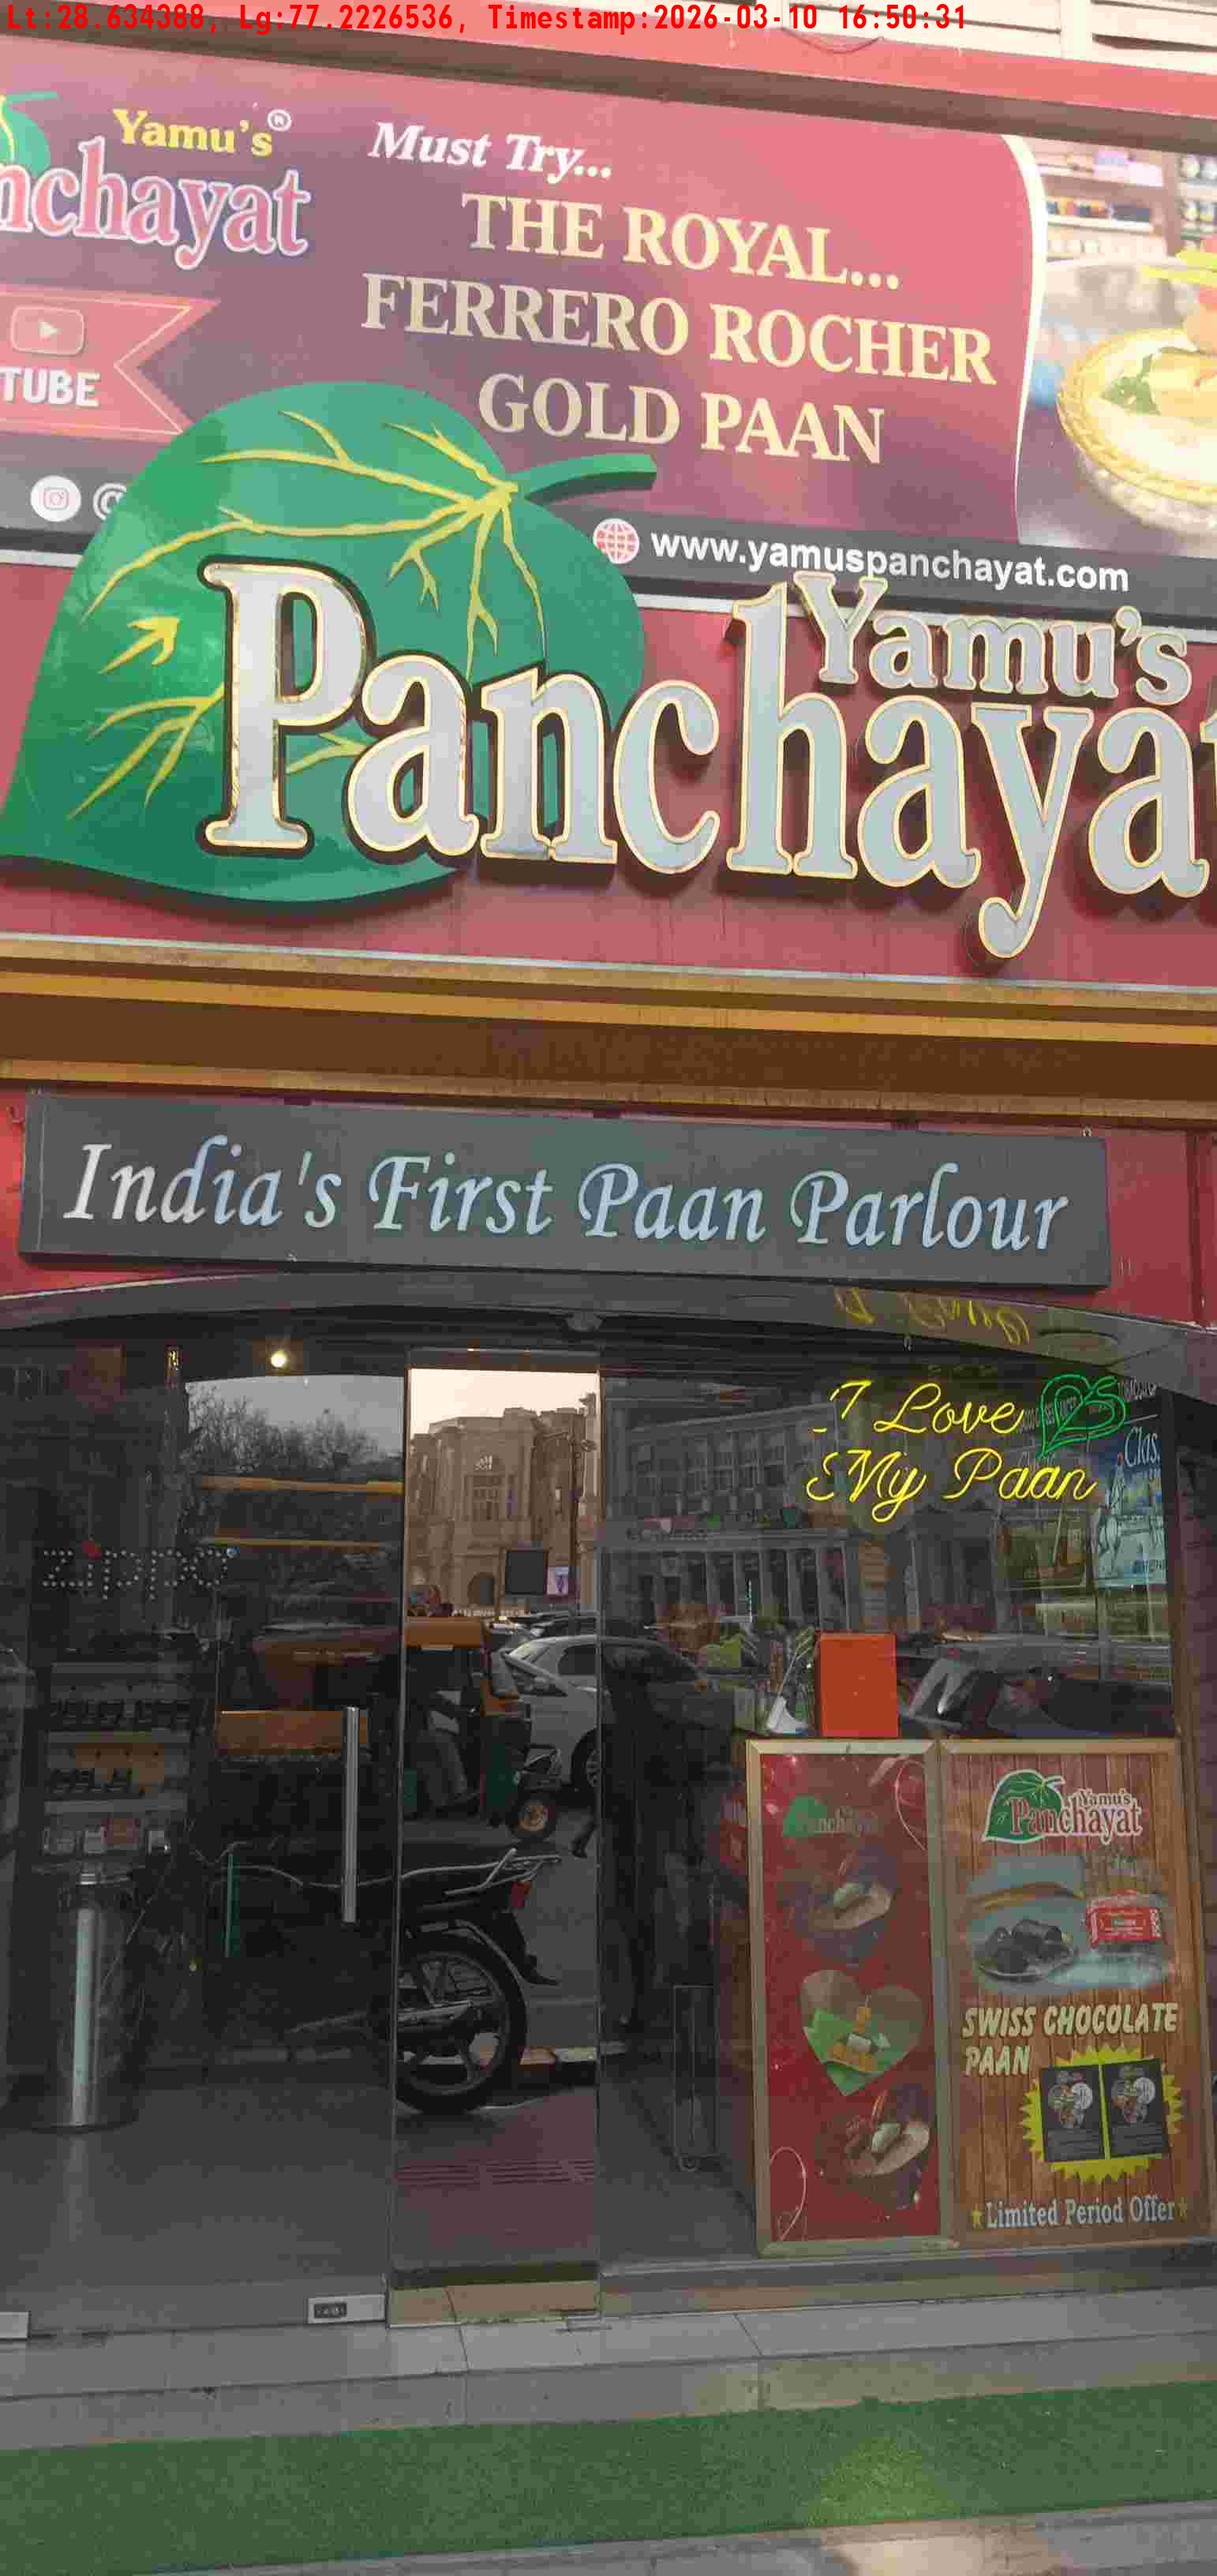 Lt:28.634388, Lg:77.2226536, Timestamp:2026-03-10 16:50:31
Yamu's®
nchayat
TUBE
Must Try...
THE ROYAL...
FERRERO ROCHER
GOLD PAAN
www.yamuspanchayat.com
Yamu's
Panchayat
India's First Paan Parlour
I Love
My Paan
Clas
zippo
Yamu's
Panchayat
SWISS CHOCOLATE
PAAN
Limited Period Offer